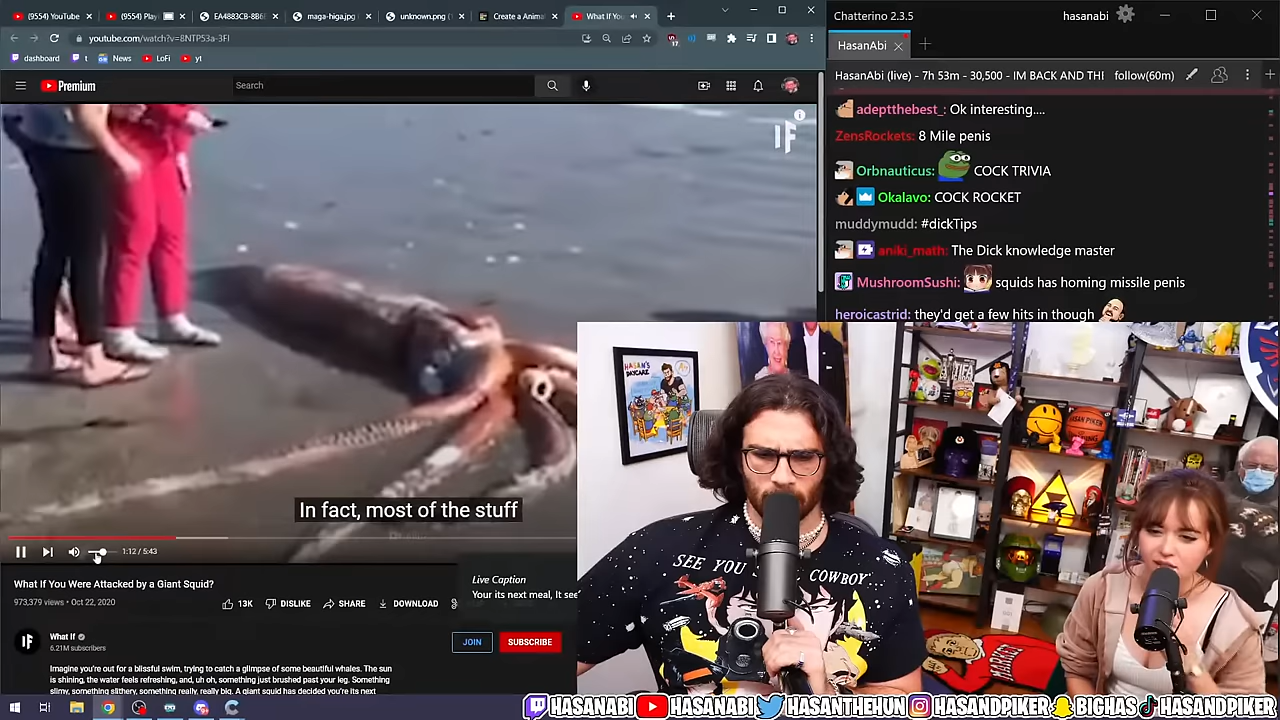 (9554) YouTube
(9554) Play
EA4883CB-8B6
maga-higa.jpg
unknown.png
Create a Anima
What If You
youtube.com/watch?v=8NTP53a-3FI
dashboard
t
News
LoFi
yt
Premium
Search
IF
In fact, most of the stuff
1:12 / 5:43
What If You Were Attacked by a Giant Squid?
973,379 views • Oct 22, 2020
13K
DISLIKE
SHARE
DOWNLOAD
Live Caption
Your its next meal, It see
IF
What If
6.21M subscribers
JOIN
SUBSCRIBE
Imagine you're out for a blissful swim, trying to catch a glimpse of some beautiful whales. The sun
is shining, the water feels refreshing, and, uh oh, something just brushed past your leg. Something
slimy, something slithery, something really, really big. A giant squid has decided you're its next
Chatterino 2.3.5
hasanabi
HasanAbi
HasanAbi (live) - 7h 53m - 30,500 - IM BACK AND THI
follow(60m)
adeptthebest_: Ok interesting....
ZensRockets: 8 Mile penis
Orbnauticus: COCK TRIVIA
Okalavo: COCK ROCKET
muddymudd: #dickTips
aniki_math: The Dick knowledge master
MushroomSushi: squids has homing missile penis
heroicastrid: they'd get a few hits in though
HASAN'S DAYCARE
SEE YOU
COWBOY
HASAN PIKER
HASANABI
HASANABI
HASANTHEHUN
HASANDPIKER
BIGHAS
HASANDPIKER